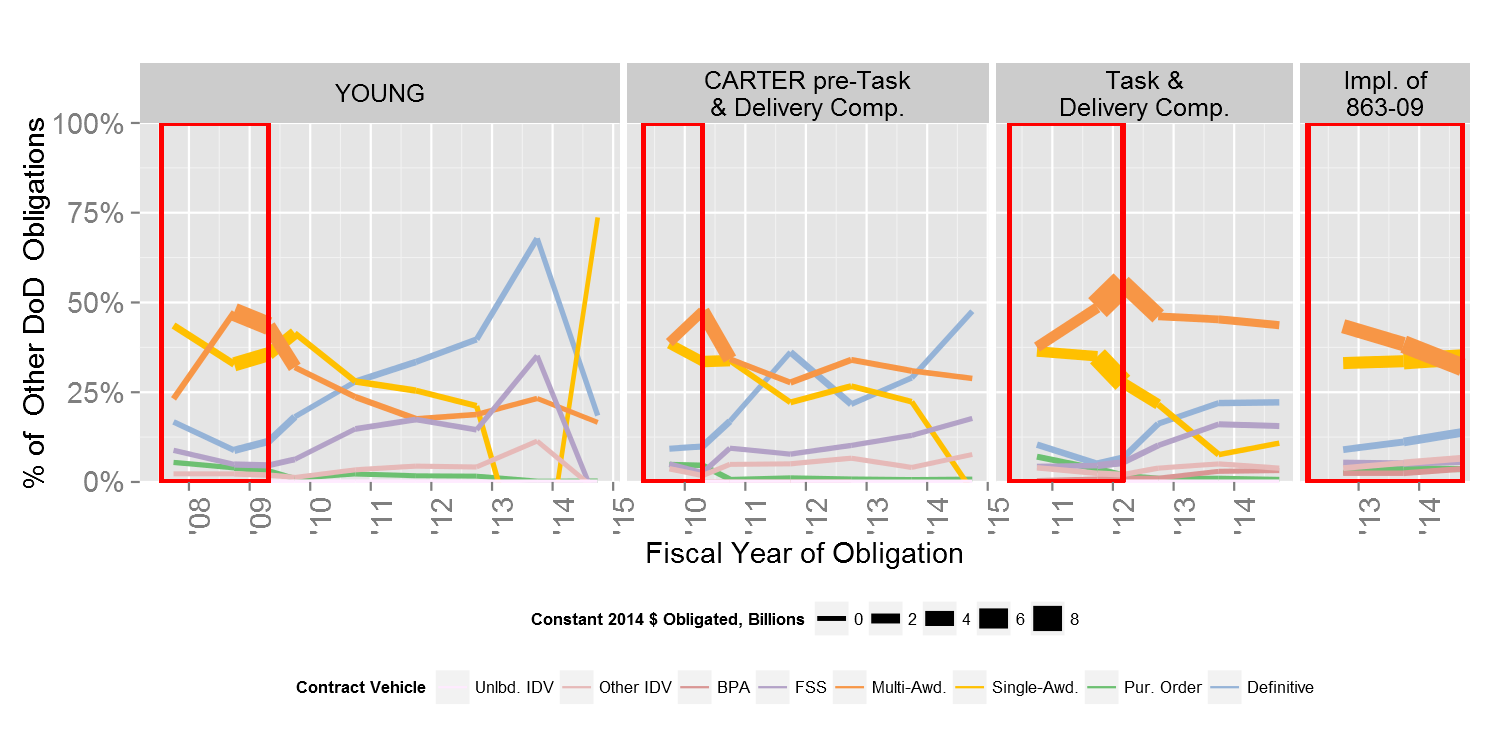 YOUNG
CARTER pre-Task
& Delivery Comp.
Task &
Delivery Comp.
Impl. of
863-09
% of  Other DoD  Obligations
100%
75%
50%
25%
0%
'08
'09
'10
'11
'12
'13
'14
'15
'10
'11
'12
'13
'14
'15
'11
'12
'13
'14
'13
'14
Fiscal Year of Obligation
Constant 2014 $ Obligated, Billions 0 2 4 6 8
Contract Vehicle Unlbd. IDV Other IDV BPA FSS Multi-Awd. Single-Awd. Pur. Order Definitive